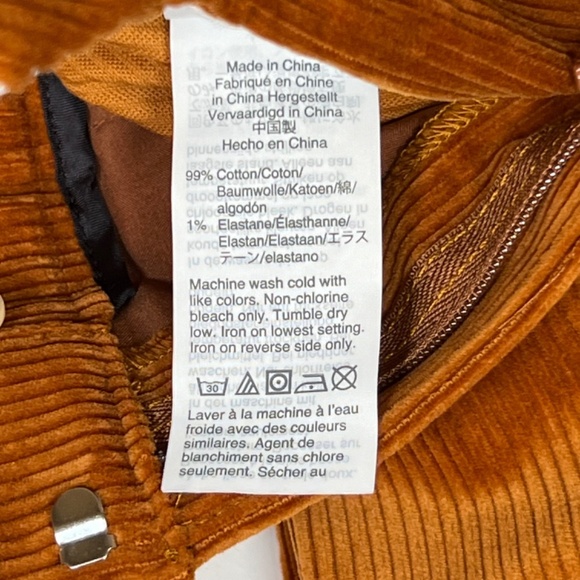 Made in China
Fabriqué en Chine
in China Hergestellt
Vervaardigd in China
中国製
Hecho en China
99% Cotton/Coton/
Baumwolle/Katoen/綿/
algodón
1% Elastane/Élasthanne/
Elastan/Elastaan/エラス
テーン/elastano
Machine wash cold with
like colors. Non-chlorine
bleach only. Tumble dry
low. Iron on lowest setting.
Iron on reverse side only.
30
Laver à la machine à l'eau
froide avec des couleurs
similaires. Agent de
blanchiment sans chlore
seulement. Sécher au